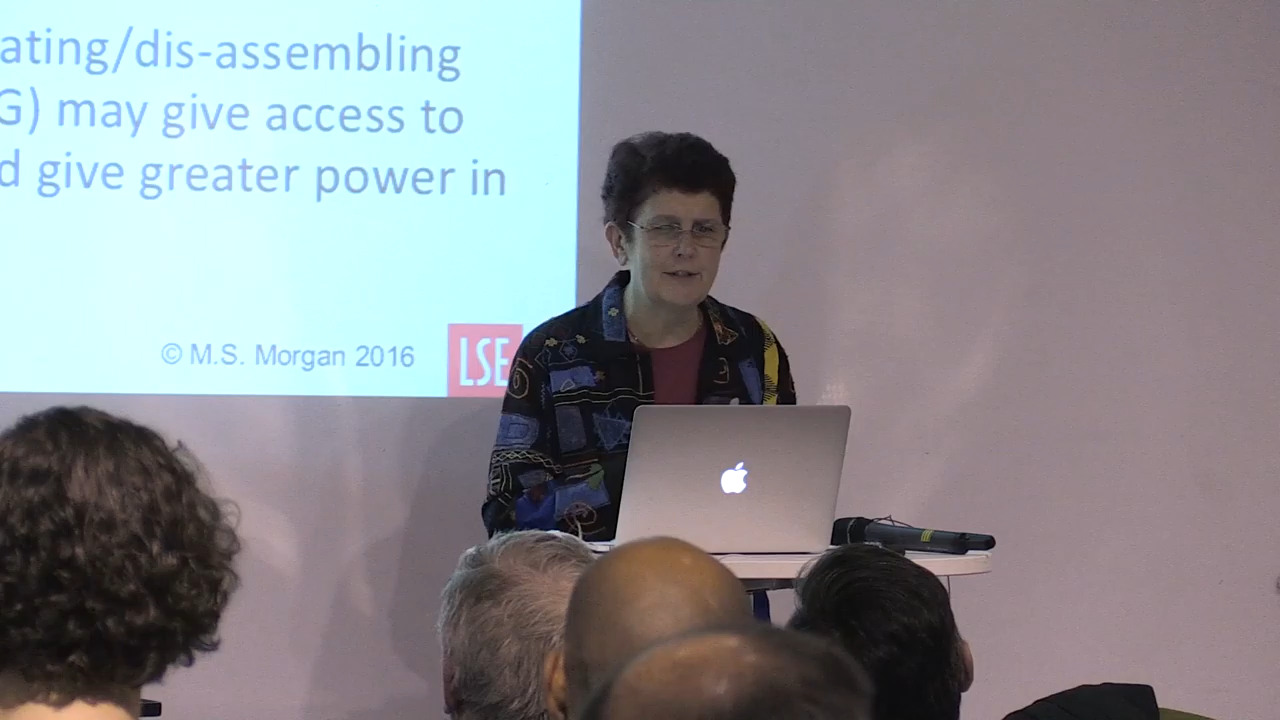 ating/dis-assembling
G) may give access to
d give greater power in
© M.S. Morgan 2016
LSE